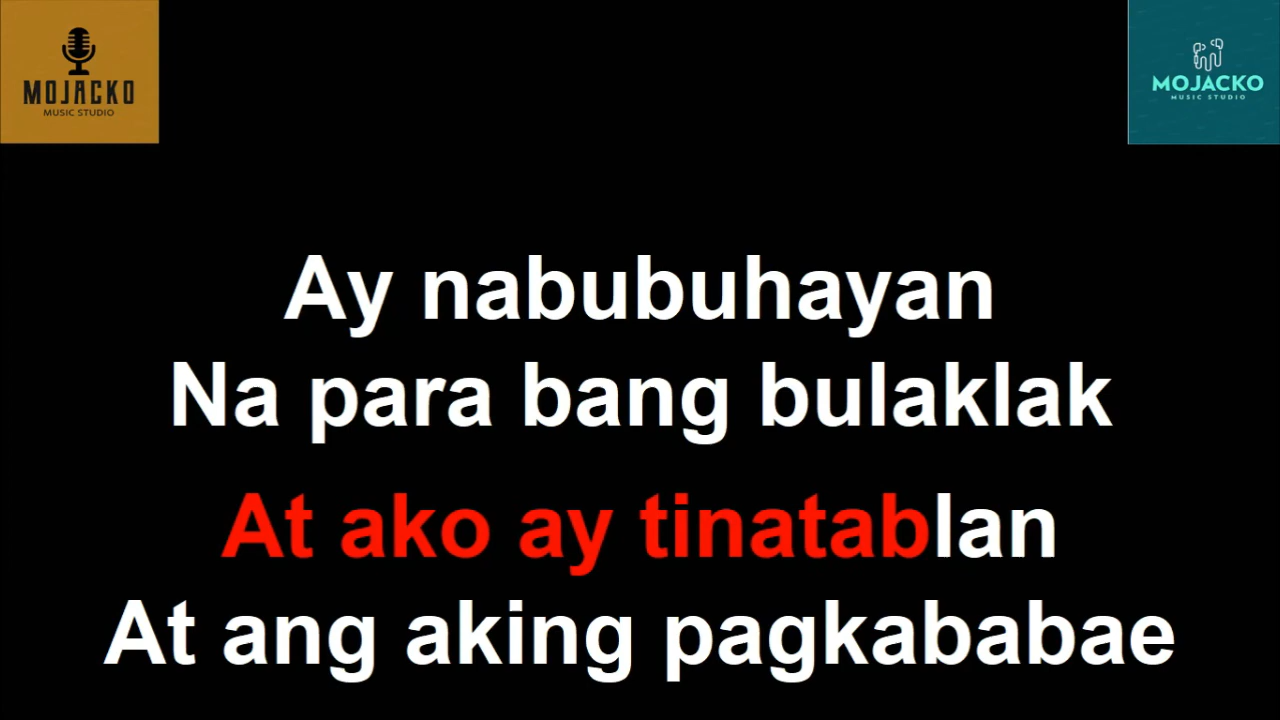 MOJACKO
MUSIC STUDIO
MOJACKO
MUSIC STUDIO
Ay nabubuhayan
Na para bang bulaklak
At ako ay tinatablan
At ang aking pagkababae